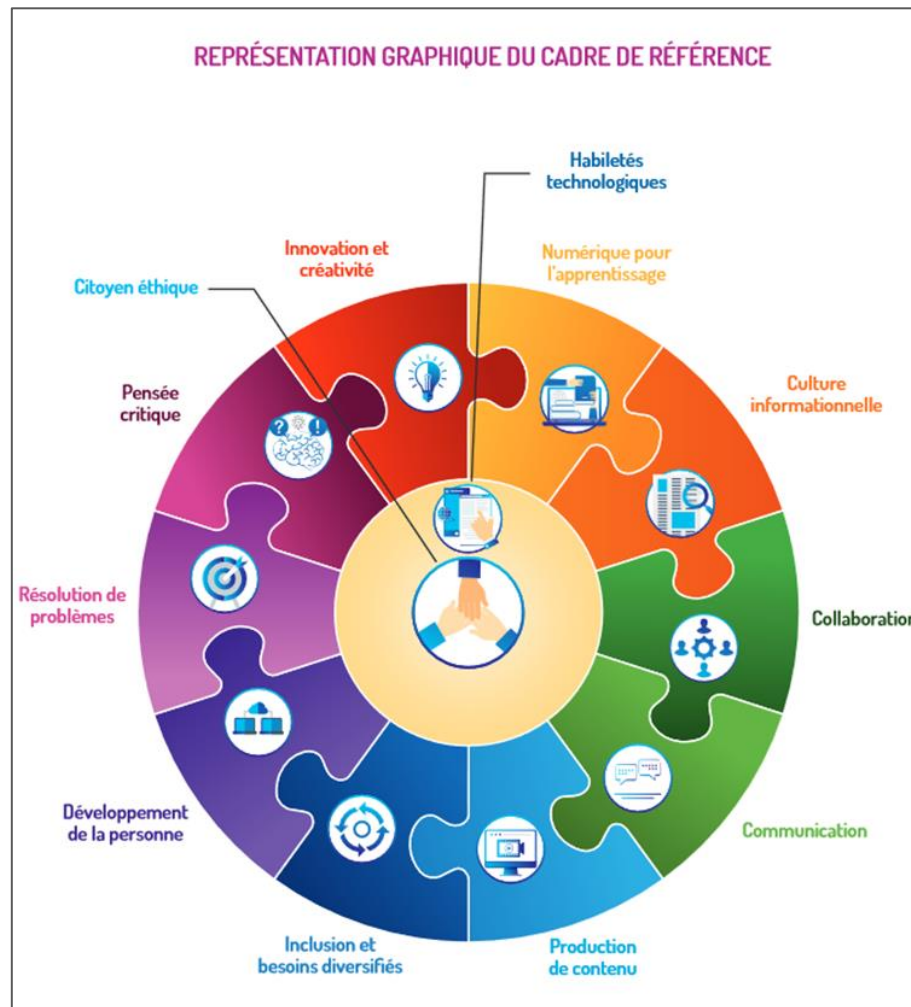 REPRÉSENTATION GRAPHIQUE DU CADRE DE RÉFÉRENCE
Habiletés
technologiques
Innovation et
créativité
Numérique pour
l'apprentissage
Citoyen éthique
Pensée
critique
Culture
informationnelle
? !
Résolution de
problèmes
Collaboration
Développement
de la personne
Communication
Inclusion et
besoins diversifiés
Production
de contenu